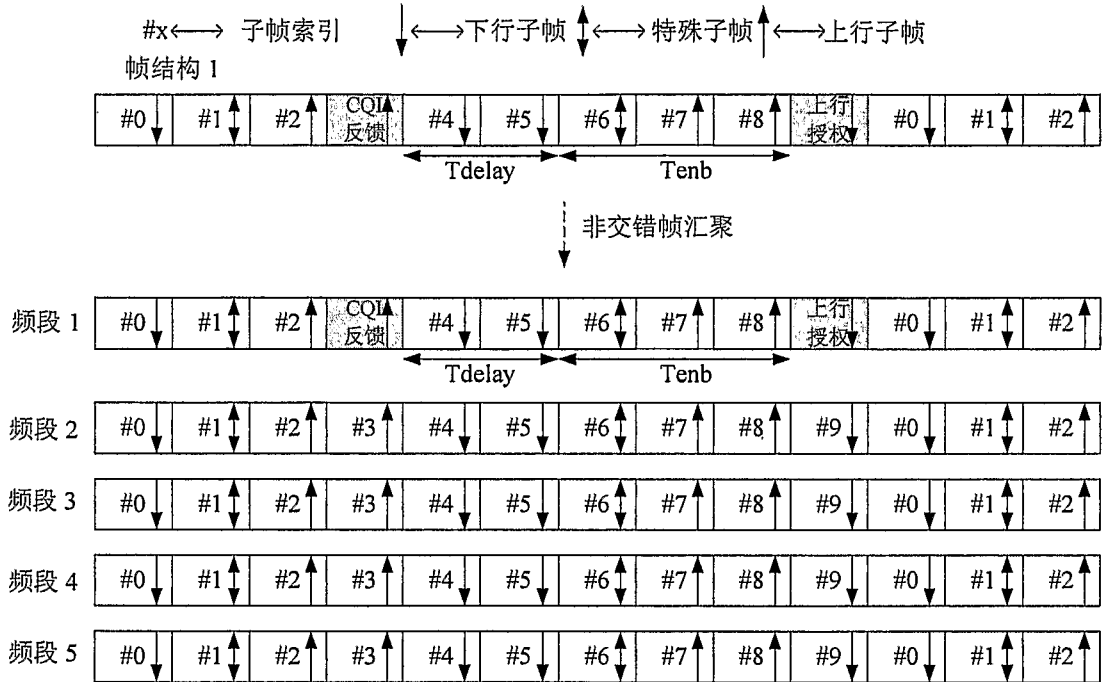 #x 子帧索引 下行子帧 特殊子帧 上行子帧
帧结构 1
#0 #1 #2 CQI 反馈 #4 #5 #6 #7 #8 上行 授权 #0 #1 #2
Tdelay Tenb
非交错帧汇聚
频段 1 #0 #1 #2 CQI 反馈 #4 #5 #6 #7 #8 上行 授权 #0 #1 #2
Tdelay Tenb
频段 2 #0 #1 #2 #3 #4 #5 #6 #7 #8 #9 #0 #1 #2
频段 3 #0 #1 #2 #3 #4 #5 #6 #7 #8 #9 #0 #1 #2
频段 4 #0 #1 #2 #3 #4 #5 #6 #7 #8 #9 #0 #1 #2
频段 5 #0 #1 #2 #3 #4 #5 #6 #7 #8 #9 #0 #1 #2